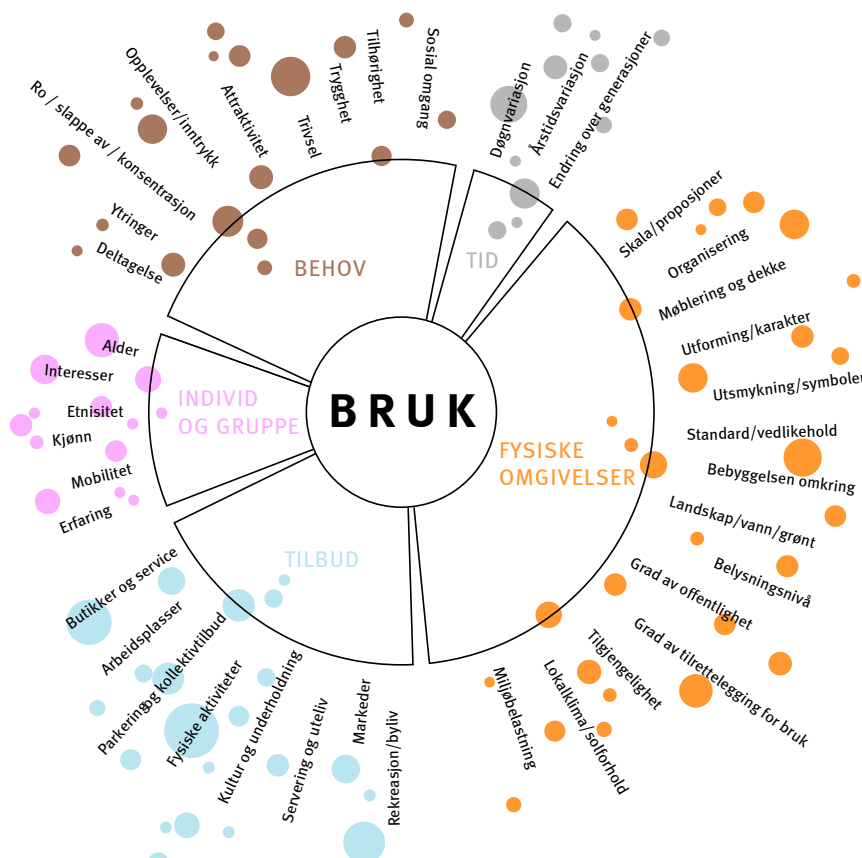 BRUK
BEHOV
Deltagelse
Ytringer
Ro / slappe av / konsentrasjon
Opplevelser/inntrykk
Attraktivitet
Trivsel
Trygghet
Tilhørighet
Sosial omgang
TID
Døgnvariasjon
Årstidsvariasjon
Endring over generasjoner
FYSISKE
OMGIVELSER
Skala/proposjoner
Organisering
Møblering og dekke
Utforming/karakter
Utsmykning/symboler
Standard/vedlikehold
Bebyggelsen omkring
Landskap/vann/grønt
Belysningsnivå
Grad av offentlighet
Grad av tilrettelegging for bruk
Tilgjengelighet
Lokalklima/solforhold
Miljøbelastning
TILBUD
Rekreasjon/byliv
Markeder
Servering og uteliv
Kultur og underholdning
Fysiske aktiviteter
Parkering og kollektivtilbud
Arbeidsplasser
Butikker og service
INDIVID
OG GRUPPE
Erfaring
Mobilitet
Kjønn
Etnisitet
Interesser
Alder